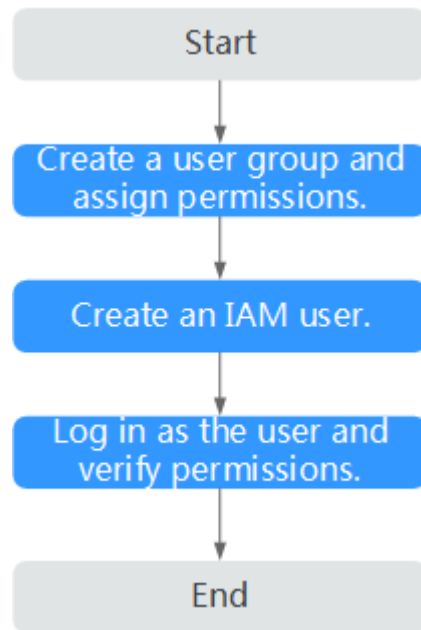 Start
Create a user group and
assign permissions.
Create an IAM user.
Log in as the user and
verify permissions.
End